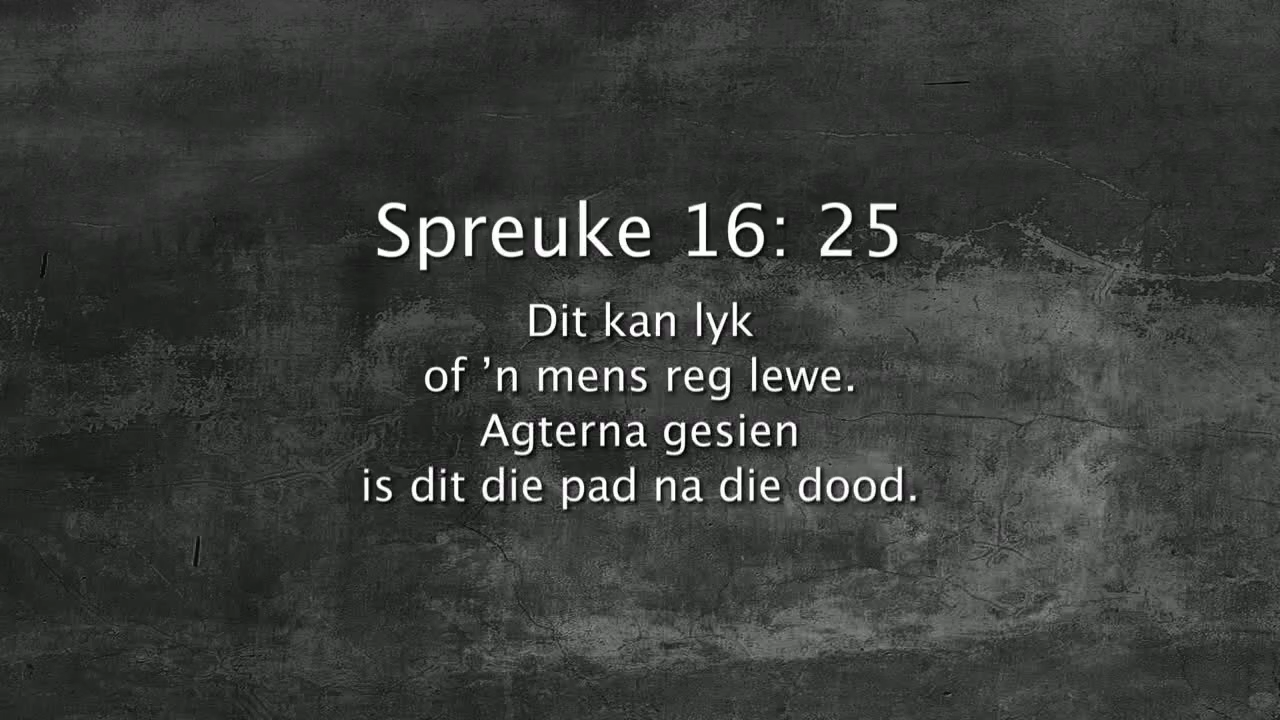 Spreuke 16: 25
Dit kan lyk
of ’n mens reg lewe.
Agterna gesien
is dit die pad na die dood.